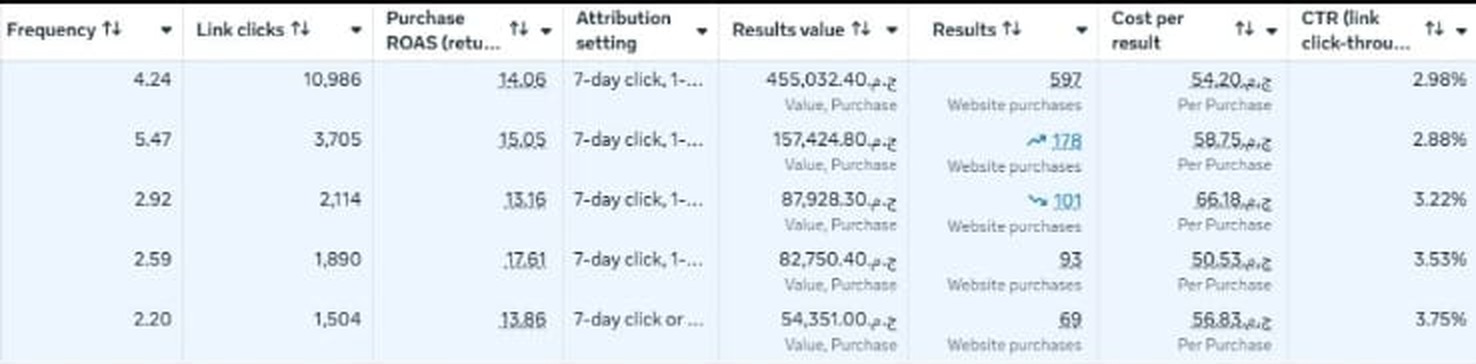 Frequency ↑↓ Link clicks ↑↓ Purchase ROAS (retu... ↑↓ Attribution setting Results value ↑↓ Results ↑↓ Cost per result ↑↓ CTR (link click-throu... ↑↓
4.24 10,986 14.06 7-day click, 1-... 455,032.40ج.م. 597 54.20ج.م. 2.98%
Value, Purchase Website purchases Per Purchase
5.47 3,705 15.05 7-day click, 1-... 157,424.80ج.م. 178 58.75ج.م. 2.88%
Value, Purchase Website purchases Per Purchase
2.92 2,114 13.16 7-day click, 1-... 87,928.30ج.م. 101 66.18ج.م. 3.22%
Value, Purchase Website purchases Per Purchase
2.59 1,890 17.61 7-day click, 1-... 82,750.40ج.م. 93 50.53ج.م. 3.53%
Value, Purchase Website purchases Per Purchase
2.20 1,504 13.86 7-day click or ... 54,351.00ج.م. 69 56.83ج.م. 3.75%
Value, Purchase Website purchases Per Purchase